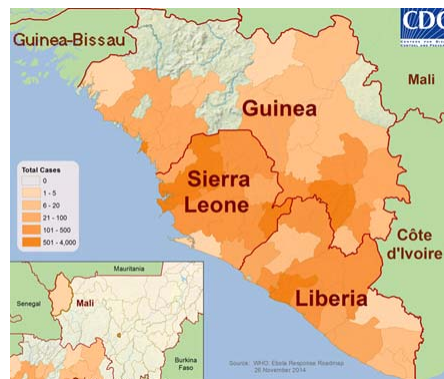 CDC
Guinea-Bissau
Mali
Guinea
Total Cases
0
1 - 5
6 - 20
21 - 100
101 - 500
501 - 4,000
Sierra
Leone
Côte
d'Ivoire
Liberia
Mauritania
Senegal
Mali
Burkina
Faso
Source: WHO: Ebola Response Roadmap
26 November 2014